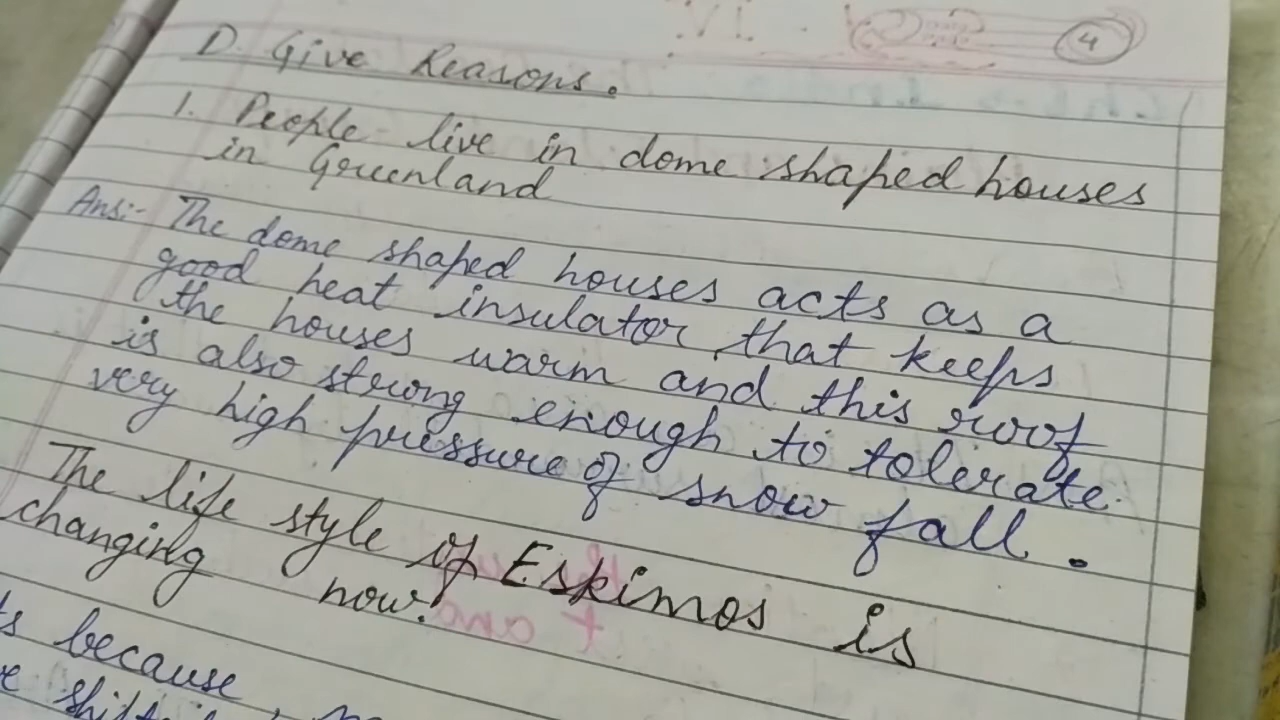 4
D. Give Reasons.
1. People live in dome shaped houses
in Greenland
Ans:- The dome shaped houses acts as a
good heat insulator that keeps
the houses warm and this roof
is also strong enough to tolerate
very high pressure of snow fall.
The life style of Eskimos is
changing now.
because